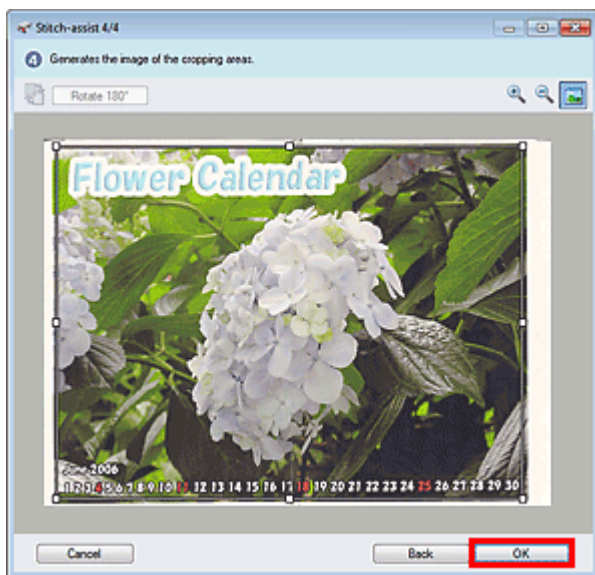 Stitch-assist 4/4
4 Generates the image of the cropping areas.
Rotate 180°
Flower Calendar
June 2006
1 2 3 4 5 6 7 8 9 10 11 12 13 14 15 16 17 18 19 20 21 22 23 24 25 26 27 28 29 30
Cancel Back OK